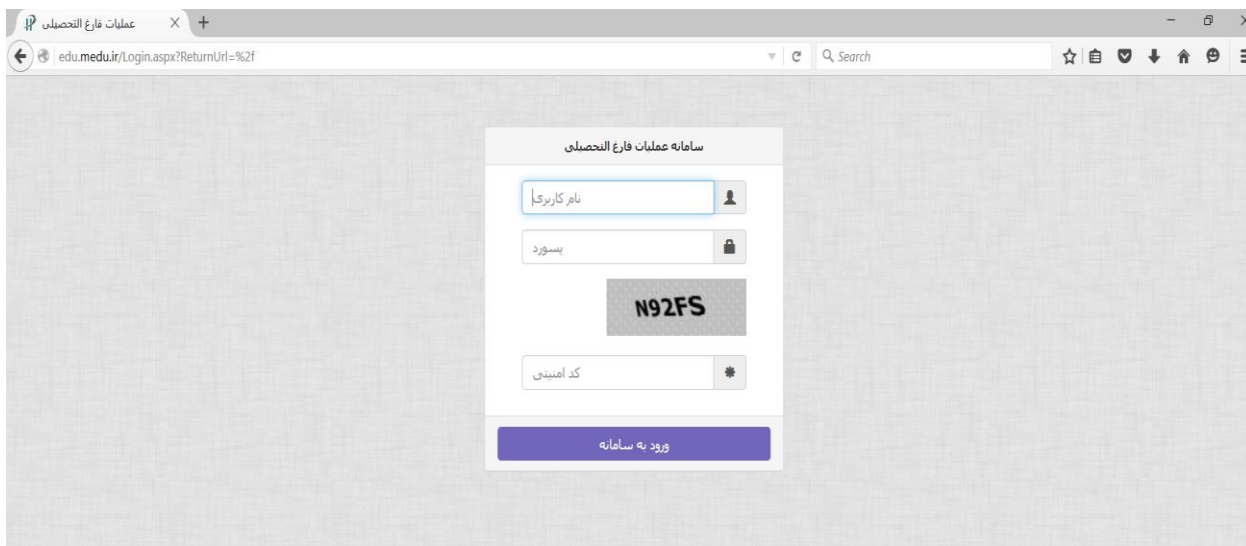 عملیات فارغ التحصیلی
edu.medu.ir/Login.aspx?ReturnUrl=%2f
Search
سامانه عملیات فارغ التحصیلی
نام کاربری
پسورد
N92FS
کد امنیتی
ورود به سامانه